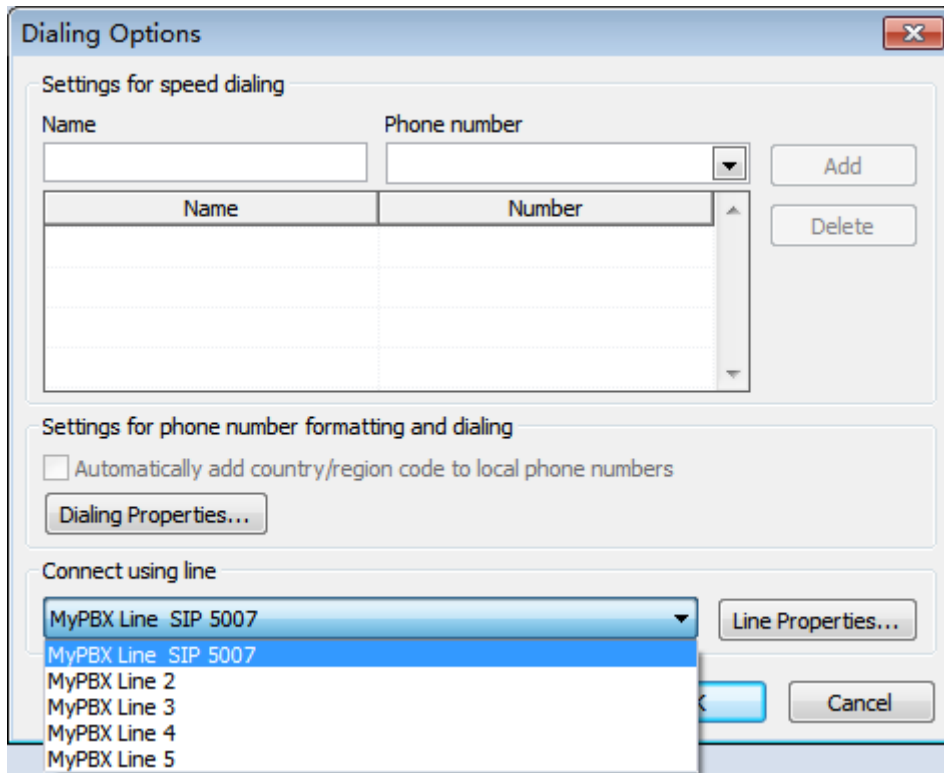 Dialing Options
Settings for speed dialing
Name Phone number
Add
Name Number
Delete
Settings for phone number formatting and dialing
Automatically add country/region code to local phone numbers
Dialing Properties...
Connect using line
MyPBX Line  SIP 5007
Line Properties...
MyPBX Line  SIP 5007
MyPBX Line 2
MyPBX Line 3
MyPBX Line 4
MyPBX Line 5
Cancel